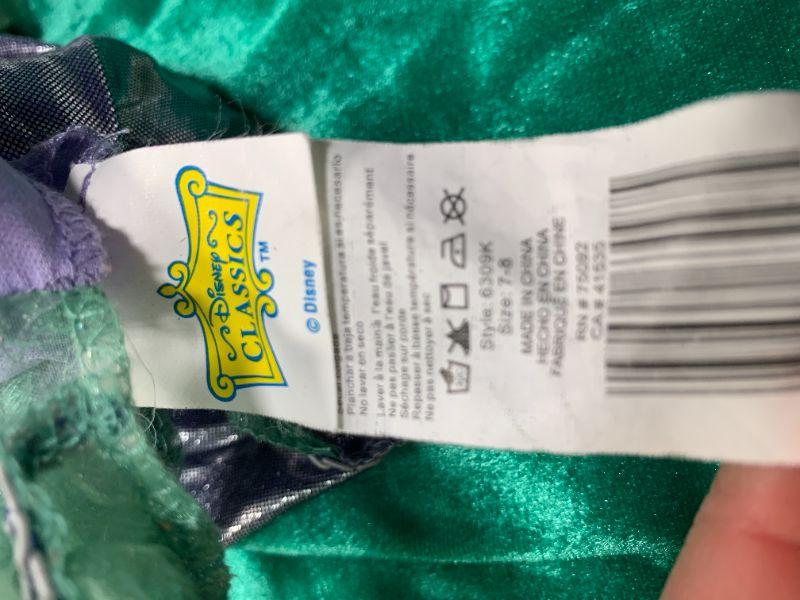 DISNEY
CLASSICS
TM
© Disney
Planchar a baja temperatura si es necesario
No lavar en seco
Laver à la main à l'eau froide séparément
Ne pas passer à l'eau de javel
Séchage sur corde
Repasser à basse température si nécessaire
Ne pas nettoyer à sec
Style: 6309K
Size: 7-8
MADE IN CHINA
HECHO EN CHINA
FABRIQUÉ EN CHINE
RN # 75092
CA # 41535